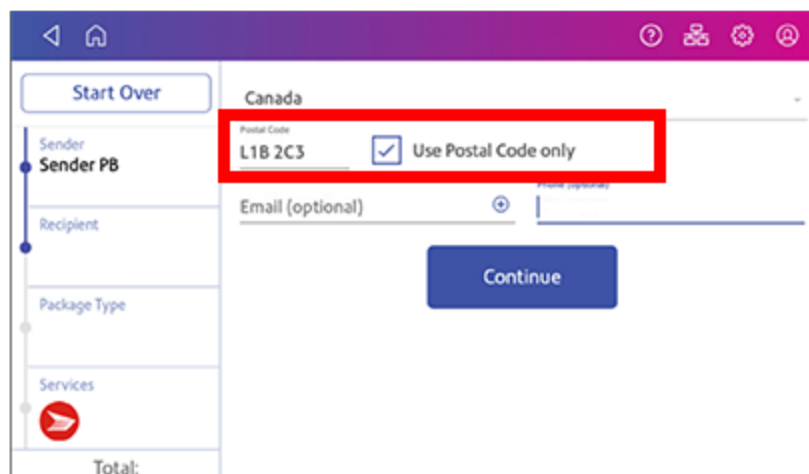 Start Over
Canada
Sender
Sender PB
Postal Code
L1B 2C3
Use Postal Code only
Recipient
Email (optional)
Phone (optional)
Continue
Package Type
Services
Total: